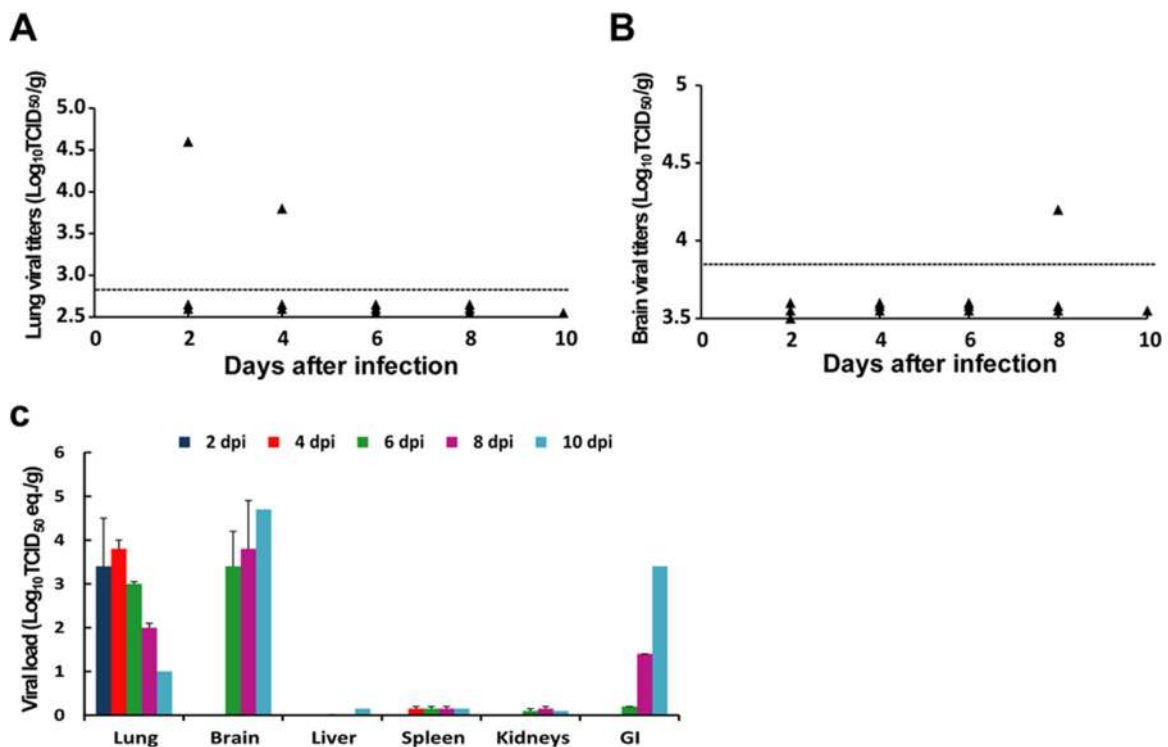 A
Lung viral titers (Log10TCID50/g)
5.0
4.5
4.0
3.5
3.0
2.5
0 2 4 6 8 10
Days after infection
B
Brain viral titers (Log10TCID50/g)
5
4.5
4
3.5
0 2 4 6 8 10
Days after infection
c
2 dpi 4 dpi 6 dpi 8 dpi 10 dpi
Viral load (Log10TCID50 eq./g)
6
5
4
3
2
1
0
Lung Brain Liver Spleen Kidneys GI